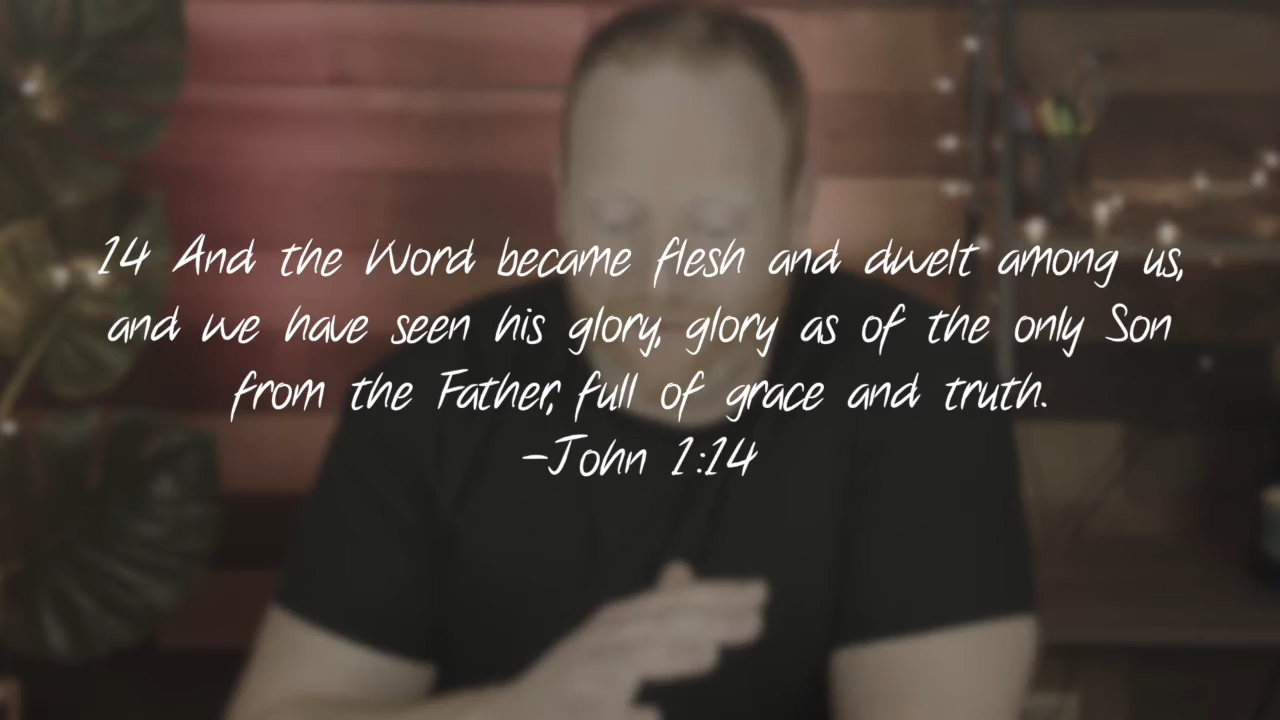 14 And the Word became flesh and dwelt among us,
and we have seen his glory, glory as of the only Son
from the Father, full of grace and truth.
-John 1:14